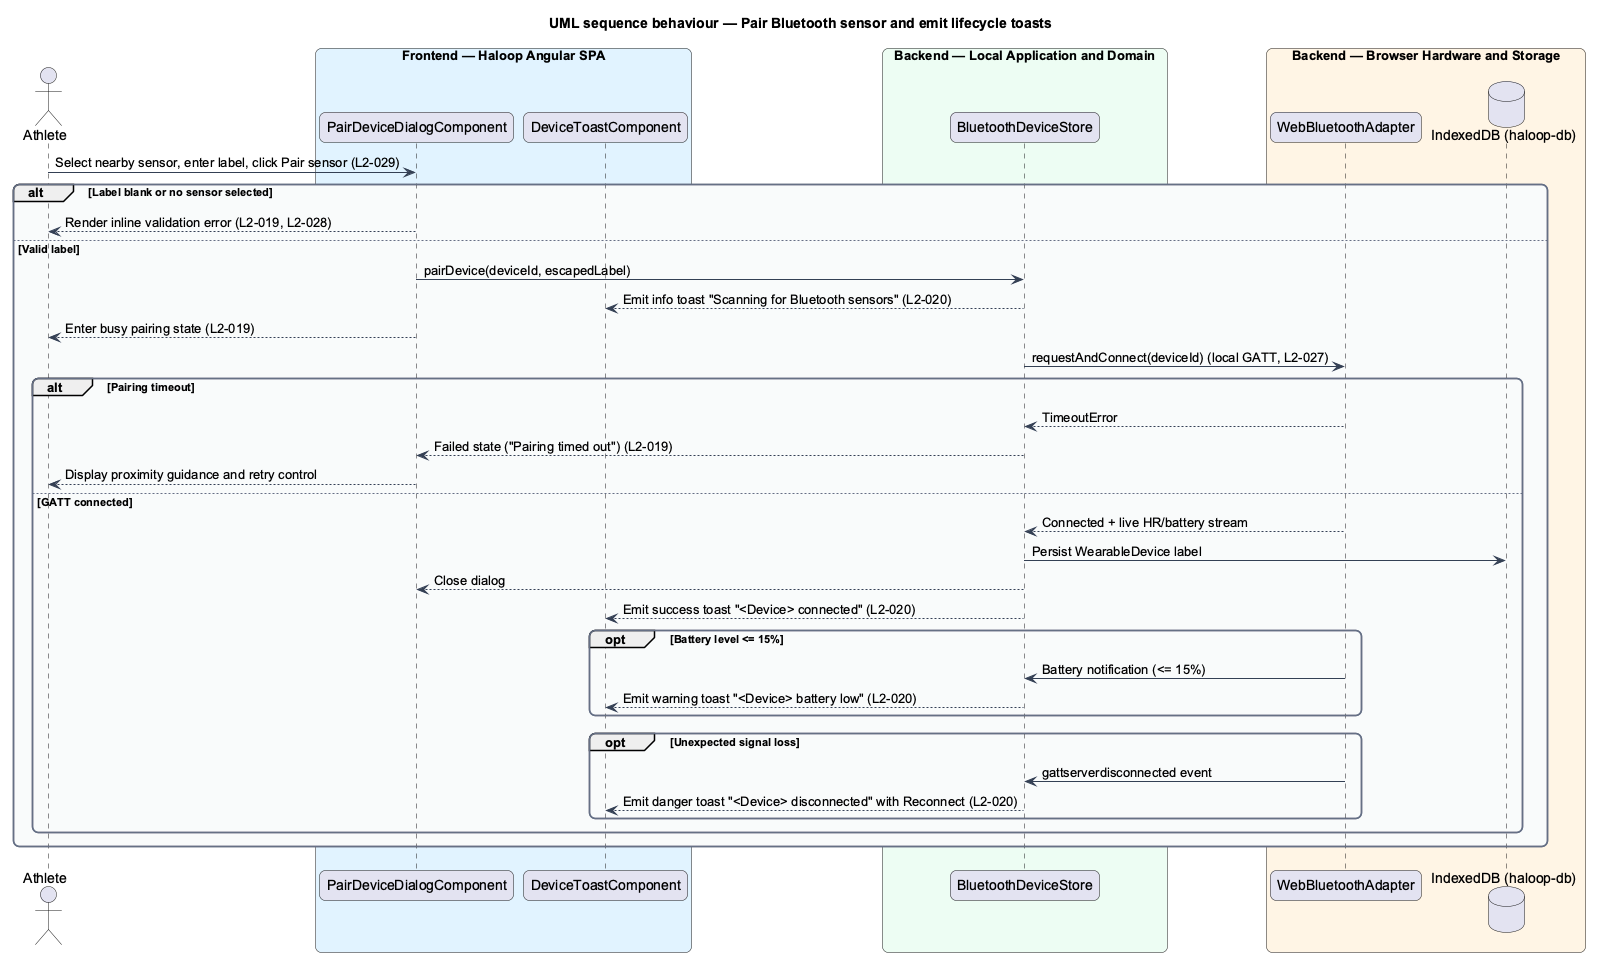 UML sequence behaviour — Pair Bluetooth sensor and emit lifecycle toasts
Frontend — Haloop Angular SPA
Backend — Local Application and Domain
Backend — Browser Hardware and Storage
Athlete
PairDeviceDialogComponent
DeviceToastComponent
BluetoothDeviceStore
WebBluetoothAdapter
IndexedDB (haloop-db)
Select nearby sensor, enter label, click Pair sensor (L2-029)
alt [Label blank or no sensor selected]
Render inline validation error (L2-019, L2-028)
[Valid label]
pairDevice(deviceId, escapedLabel)
Emit info toast "Scanning for Bluetooth sensors" (L2-020)
Enter busy pairing state (L2-019)
requestAndConnect(deviceId) (local GATT, L2-027)
alt [Pairing timeout]
TimeoutError
Failed state ("Pairing timed out") (L2-019)
Display proximity guidance and retry control
[GATT connected]
Connected + live HR/battery stream
Persist WearableDevice label
Close dialog
Emit success toast "<Device> connected" (L2-020)
opt [Battery level <= 15%]
Battery notification (<= 15%)
Emit warning toast "<Device> battery low" (L2-020)
opt [Unexpected signal loss]
gattserverdisconnected event
Emit danger toast "<Device> disconnected" with Reconnect (L2-020)
Athlete
PairDeviceDialogComponent
DeviceToastComponent
BluetoothDeviceStore
WebBluetoothAdapter
IndexedDB (haloop-db)